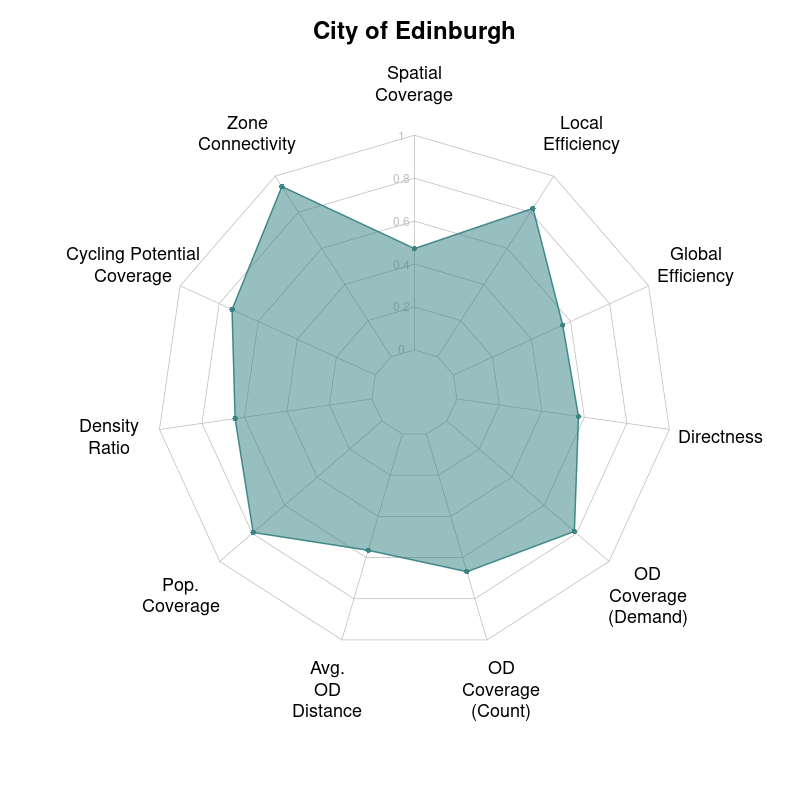 City of Edinburgh
Spatial
Coverage
Zone
Connectivity
Local
Efficiency
1
0.8
0.6
0.4
0.2
0
Cycling Potential
Coverage
Global
Efficiency
Density
Ratio
Directness
Pop.
Coverage
OD
Coverage
(Demand)
Avg.
OD
Distance
OD
Coverage
(Count)